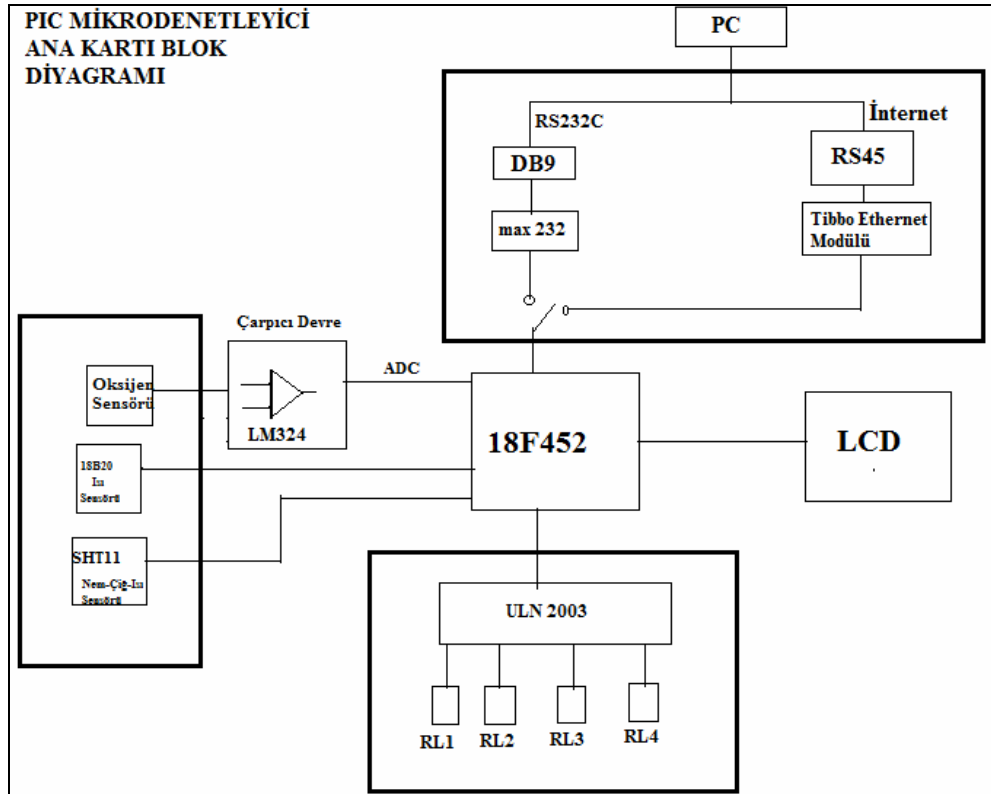 PIC MİKRODENETLEYİCİ
ANA KARTI BLOK
DİYAGRAMI
PC
RS232C
İnternet
DB9
RS45
max 232
Tibbo Ethernet
Modülü
Çarpıcı Devre
ADC
Oksijen
Sensörü
LM324
18F452
LCD
18B20
Isı
Sensörü
SHT11
Nem-Çiğ-Isı
Sensörü
ULN 2003
RL1
RL2
RL3
RL4